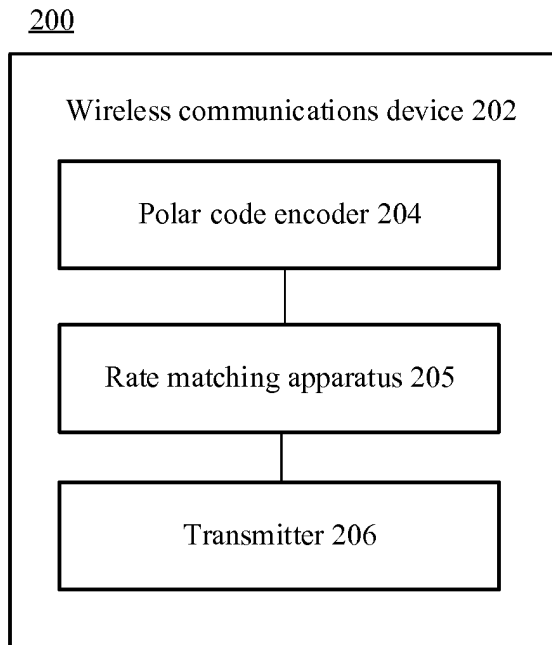 200
Wireless communications device 202
Polar code encoder 204
Rate matching apparatus 205
Transmitter 206